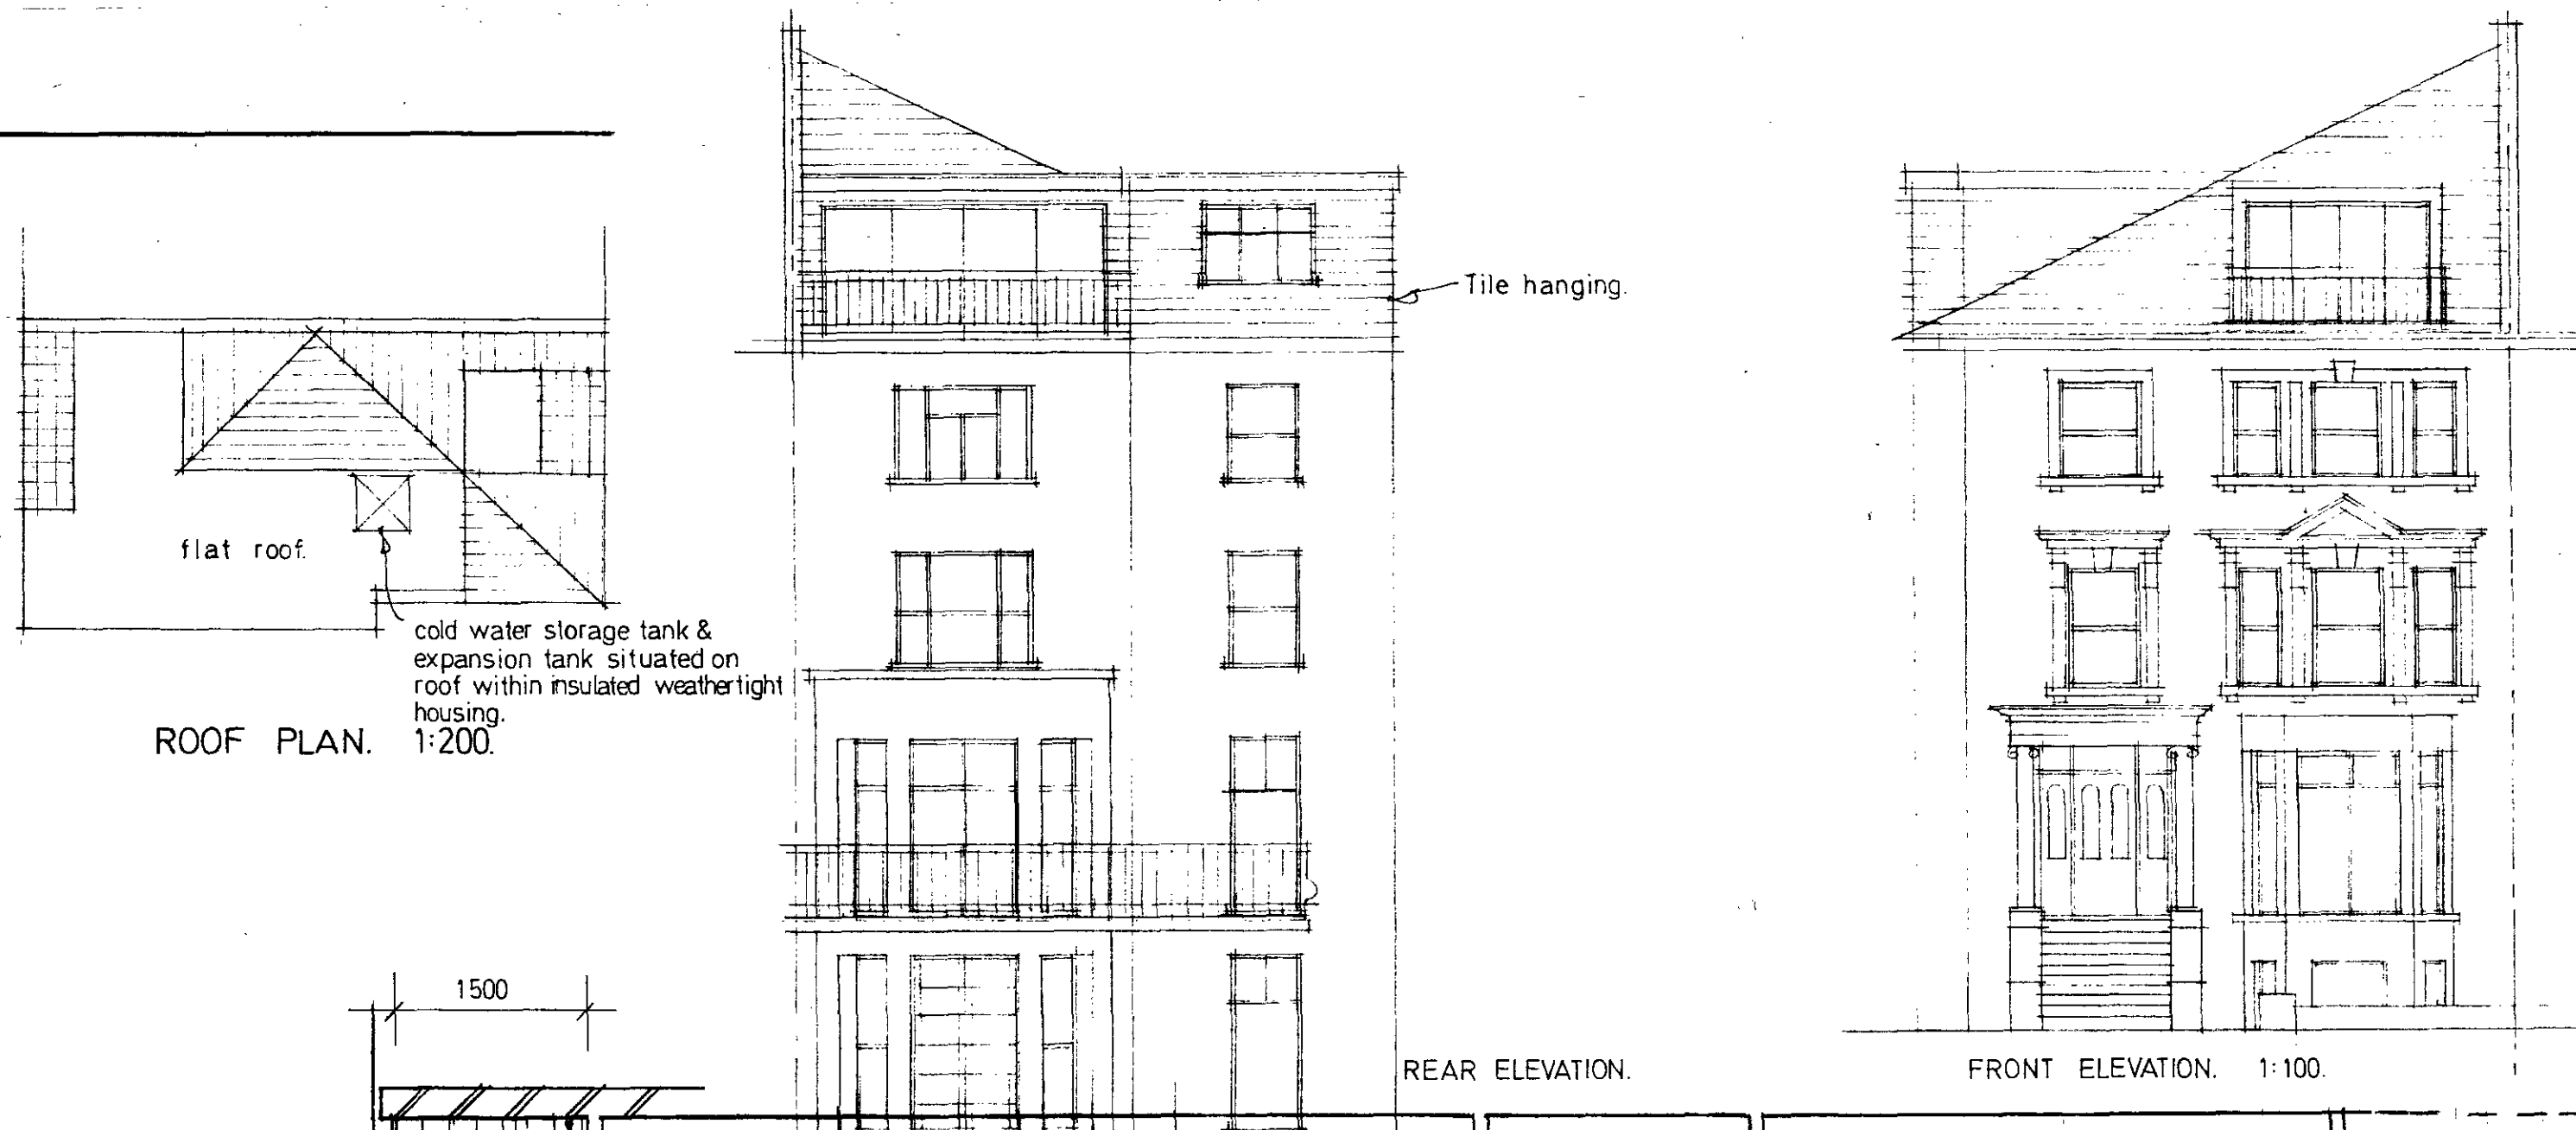 Tile hanging.
flat roof.
cold water storage tank &
expansion tank situated on
roof within insulated weathertight
housing.
ROOF PLAN. 1:200.
1500
REAR ELEVATION.
FRONT ELEVATION. 1:100.